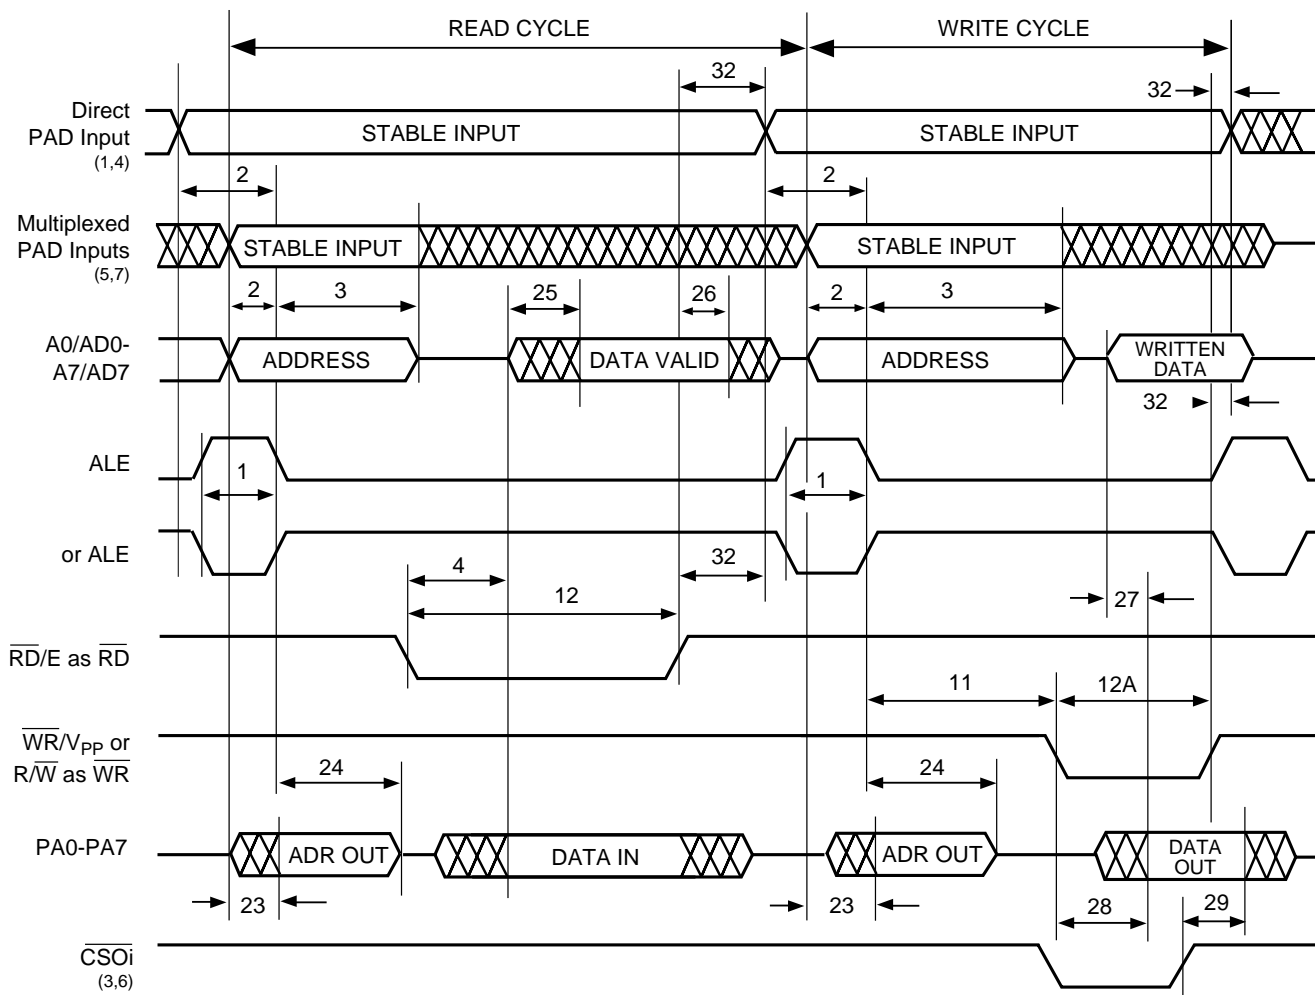 READ CYCLE WRITE CYCLE
32 32
Direct
PAD Input
(1,4)
STABLE INPUT STABLE INPUT
2 2
Multiplexed
PAD Inputs
(5,7)
STABLE INPUT STABLE INPUT
2 3 25 26 2 3
A0/AD0-
A7/AD7
ADDRESS DATA VALID ADDRESS WRITTEN
DATA
32
ALE
1 1
or ALE
4 32
12 27
RD/E as RD
11 12A
WR/VPP or
R/W as WR
24 24
PA0-PA7
ADR OUT DATA IN ADR OUT DATA
OUT
23 23 28 29
CSOi
(3,6)